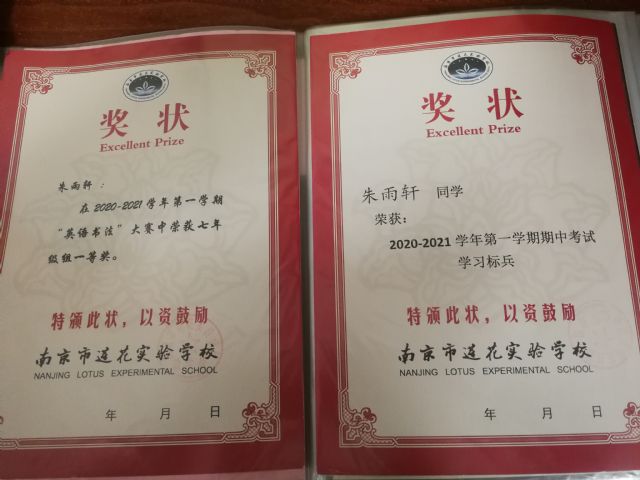 奖状
Excellent Prize
朱雨轩：
在2020-2021学年第一学期
“英语书法”大赛中荣获七年
级组一等奖。
特颁此状，以资鼓励
南京市莲花实验学校
NANJING LOTUS EXPERIMENTAL SCHOOL
年 月 日
奖状
Excellent Prize
朱雨轩 同学
荣获：
2020-2021 学年第一学期期中考试
学习标兵
特颁此状，以资鼓励
南京市莲花实验学校
NANJING LOTUS EXPERIMENTAL SCHOOL
年 月 日